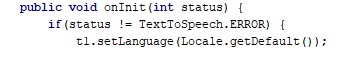 public void onInit(int status) {
if(status != TextToSpeech.ERROR) {
t1.setLanguage(Locale.getDefault());